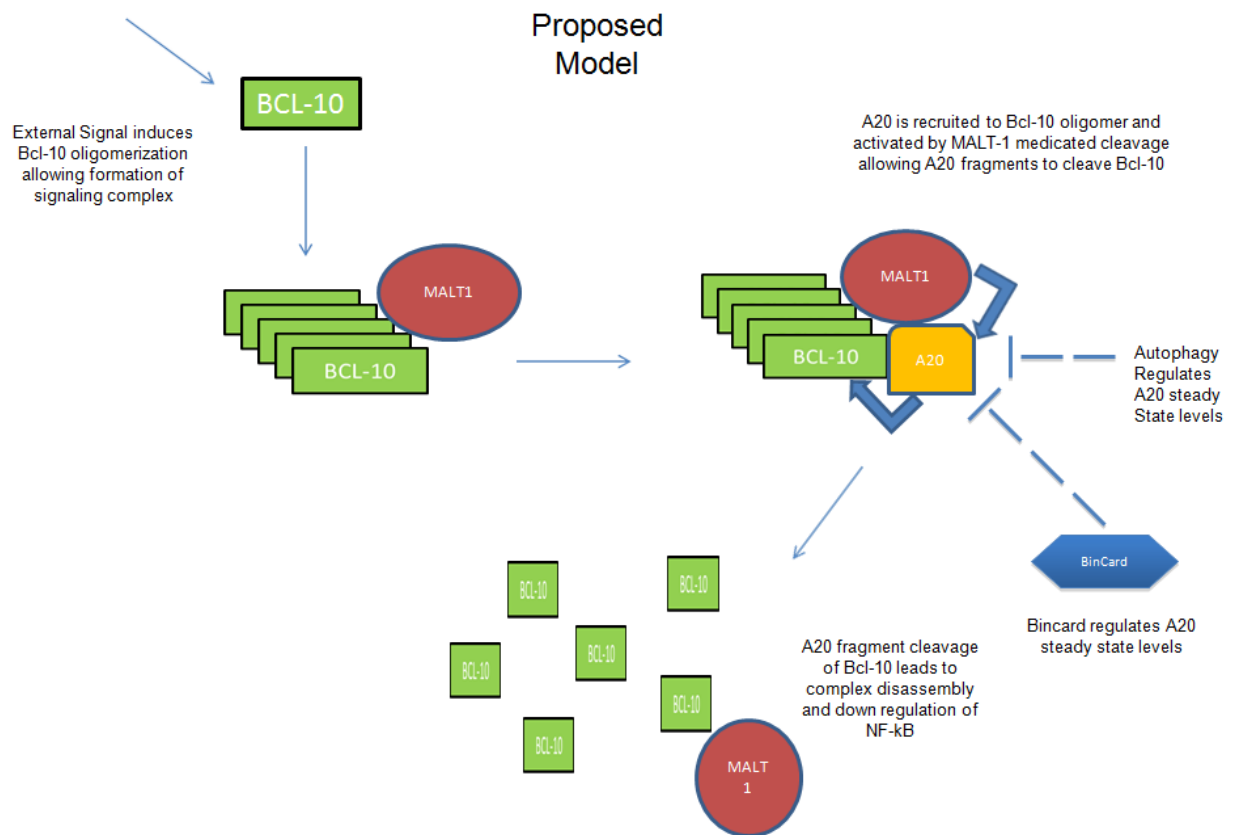 Proposed
Model
BCL-10
External Signal induces
Bcl-10 oligomerization
allowing formation of
signaling complex
A20 is recruited to Bcl-10 oligomer and
activated by MALT-1 medicated cleavage
allowing A20 fragments to cleave Bcl-10
MALT1
BCL-10
MALT1
BCL-10
A20
Autophagy
Regulates
A20 steady
State levels
BinCard
Bincard regulates A20
steady state levels
BCL-10
BCL-10
BCL-10
BCL-10
BCL-10
BCL-10
MALT
1
A20 fragment cleavage
of Bcl-10 leads to
complex disassembly
and down regulation of
NF-kB